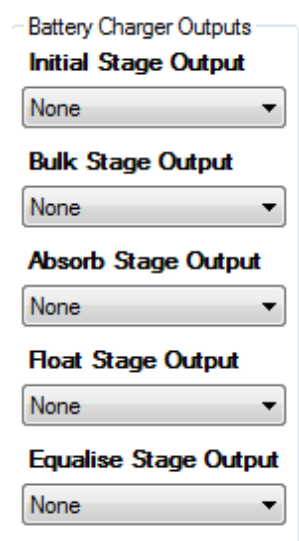 Battery Charger Outputs
Initial Stage Output
None
Bulk Stage Output
None
Absorb Stage Output
None
Float Stage Output
None
Equalise Stage Output
None